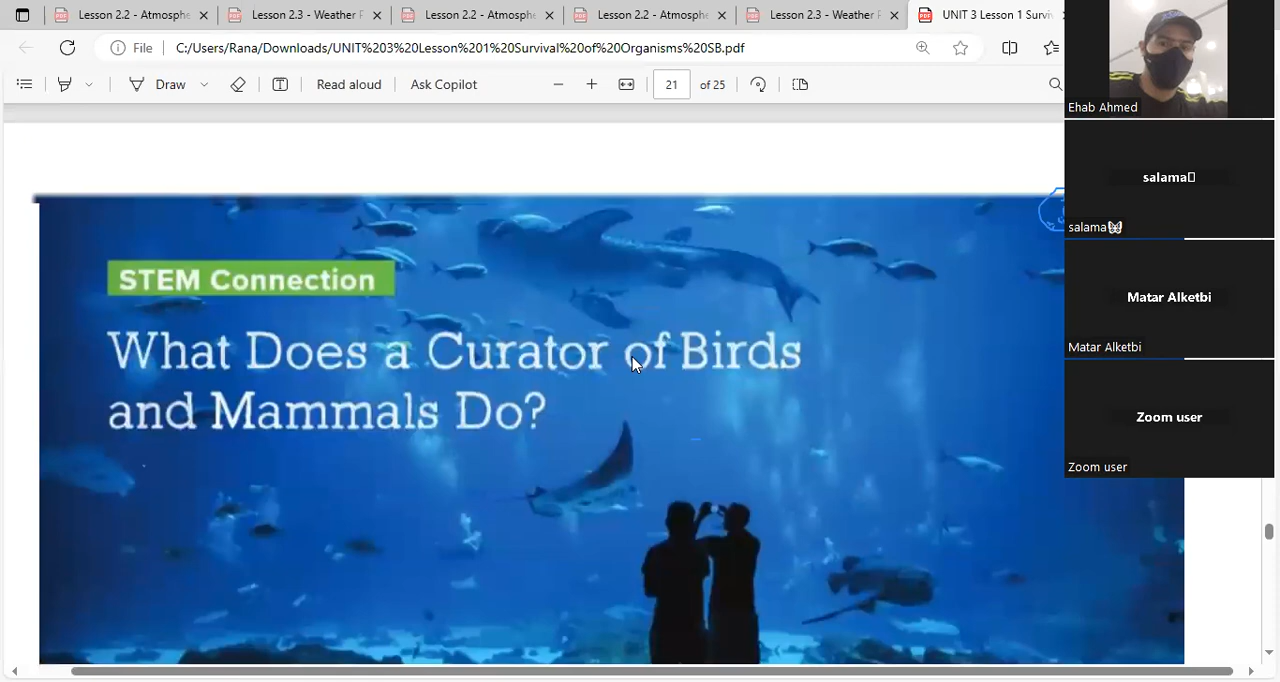 Lesson 2.2 - Atmosphe
Lesson 2.3 - Weather P
Lesson 2.2 - Atmosphe
Lesson 2.2 - Atmosphe
Lesson 2.3 - Weather P
UNIT 3 Lesson 1 Surviv
File
C:/Users/Rana/Downloads/UNIT%203%20Lesson%201%20Survival%20of%20Organisms%20SB.pdf
Draw
Read aloud
Ask Copilot
21 of 25
Ehab Ahmed
salama
salama
Matar Alketbi
Matar Alketbi
Zoom user
Zoom user
STEM Connection
What Does a Curator of Birds
and Mammals Do?